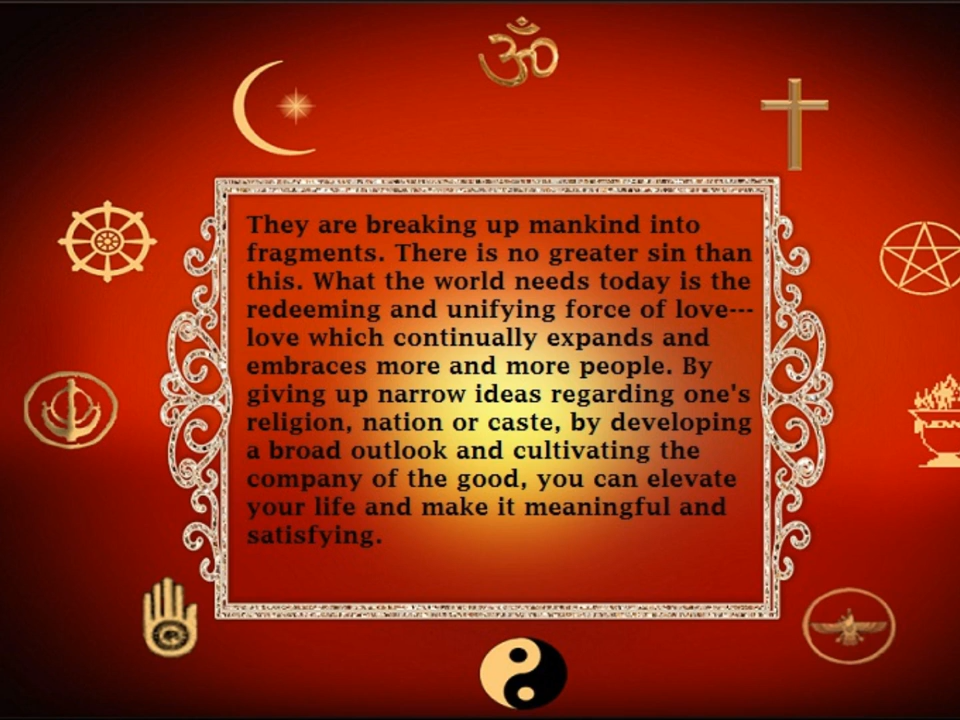 They are breaking up mankind into
fragments. There is no greater sin than
this. What the world needs today is the
redeeming and unifying force of love---
love which continually expands and
embraces more and more people. By
giving up narrow ideas regarding one's
religion, nation or caste, by developing
a broad outlook and cultivating the
company of the good, you can elevate
your life and make it meaningful and
satisfying.